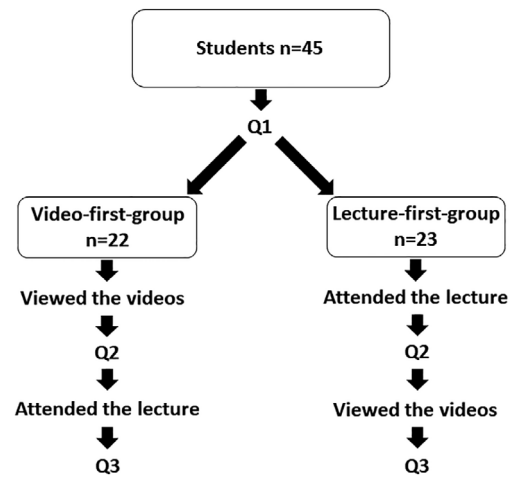 Students n=45
Q1
Video-first-group
n=22
Viewed the videos
Q2
Attended the lecture
Q3
Lecture-first-group
n=23
Attended the lecture
Q2
Viewed the videos
Q3